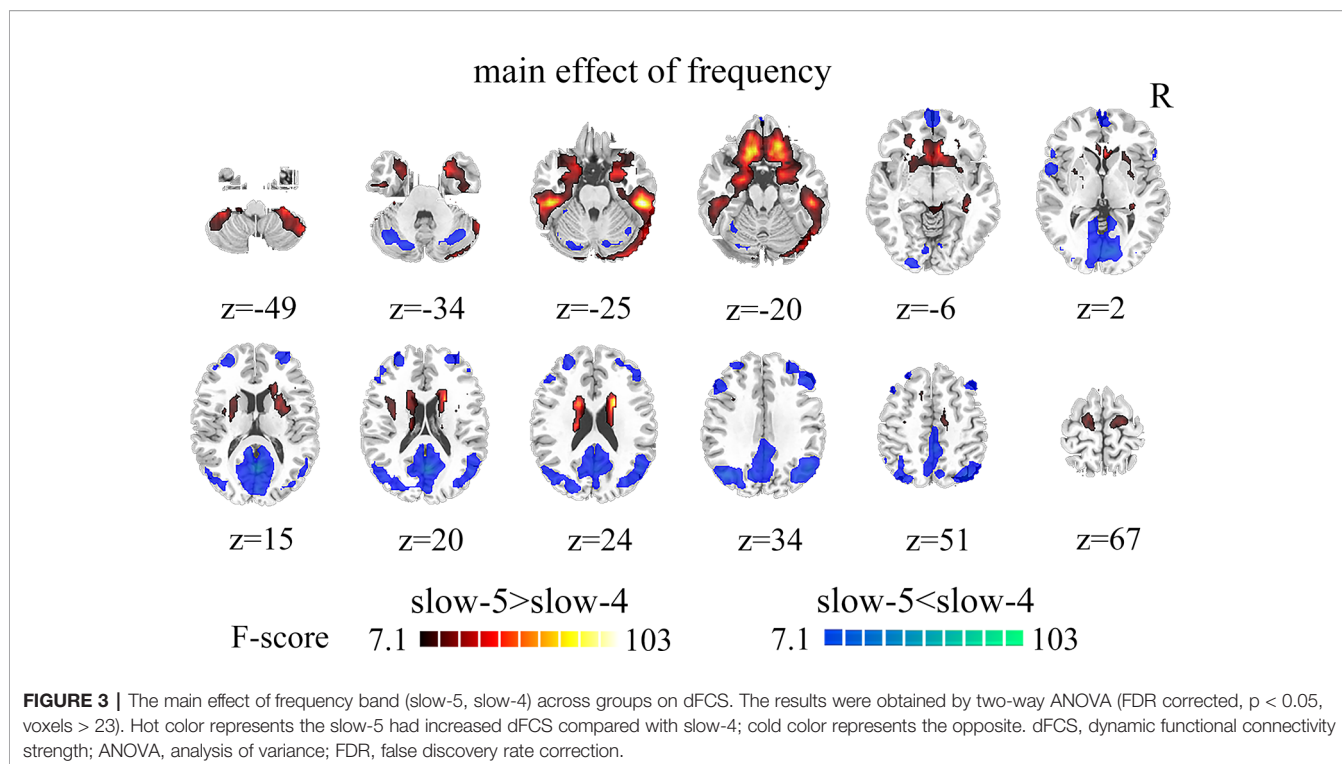 main effect of frequency
R
z=-49 z=-34 z=-25 z=-20 z=-6 z=2
z=15 z=20 z=24 z=34 z=51 z=67
slow-5>slow-4 slow-5<slow-4
F-score 7.1 103 7.1 103
FIGURE 3 | The main effect of frequency band (slow-5, slow-4) across groups on dFCS. The results were obtained by two-way ANOVA (FDR corrected, p < 0.05,
voxels > 23). Hot color represents the slow-5 had increased dFCS compared with slow-4; cold color represents the opposite. dFCS, dynamic functional connectivity
strength; ANOVA, analysis of variance; FDR, false discovery rate correction.